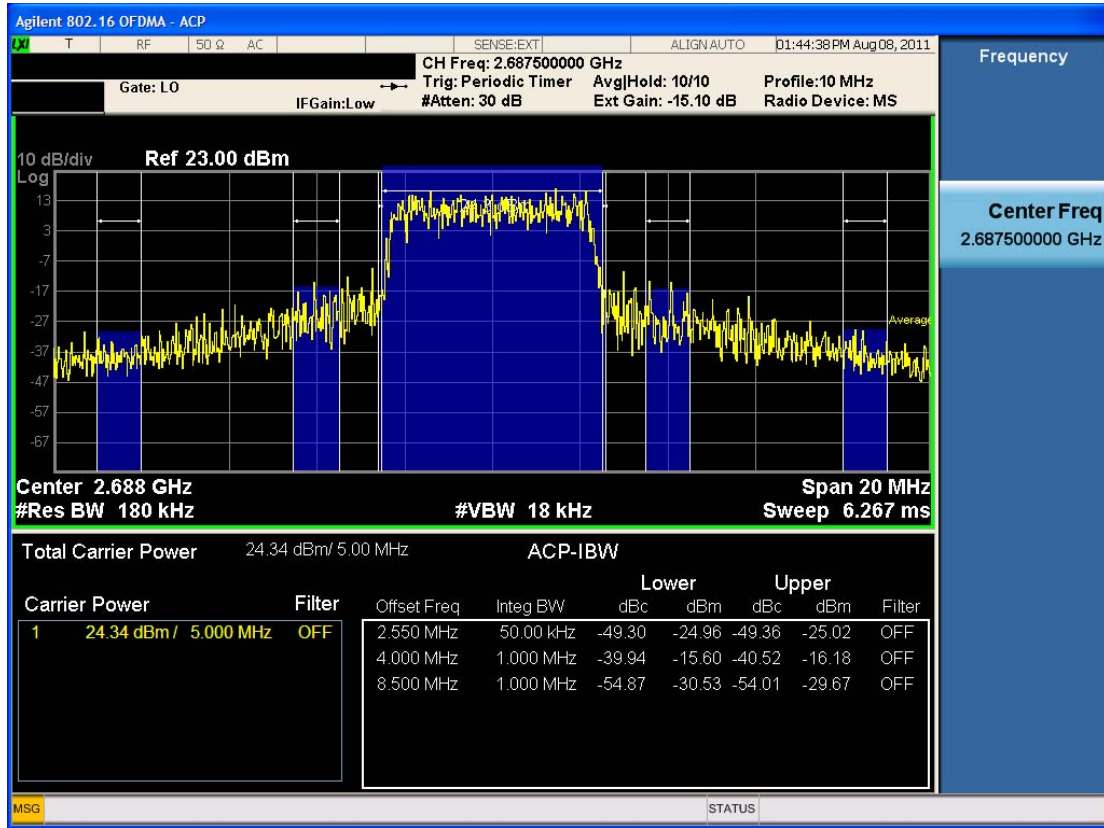 Agilent 802.16 OFDMA - ACP
LXI T RF 50 Ω AC SENSE:EXT ALIGN AUTO 01:44:38 PM Aug 08, 2011
CH Freq: 2.687500000 GHz
Gate: LO Trig: Periodic Timer Avg|Hold: 10/10 Profile:10 MHz
IFGain:Low #Atten: 30 dB Ext Gain: -15.10 dB Radio Device: MS
Frequency
Center Freq
2.687500000 GHz
10 dB/div Ref 23.00 dBm
Log
13
3
-7
-17
-27
Average
-37
-47
-57
-67
Center 2.688 GHz Span 20 MHz
#Res BW 180 kHz #VBW 18 kHz Sweep 6.267 ms
Total Carrier Power 24.34 dBm/ 5.00 MHz ACP-IBW
Lower Upper
Carrier Power Filter Offset Freq Integ BW dBc dBm dBc dBm Filter
1 24.34 dBm / 5.000 MHz OFF 2.550 MHz 50.00 kHz -49.30 -24.96 -49.36 -25.02 OFF
4.000 MHz 1.000 MHz -39.94 -15.60 -40.52 -16.18 OFF
8.500 MHz 1.000 MHz -54.87 -30.53 -54.01 -29.67 OFF
MSG STATUS